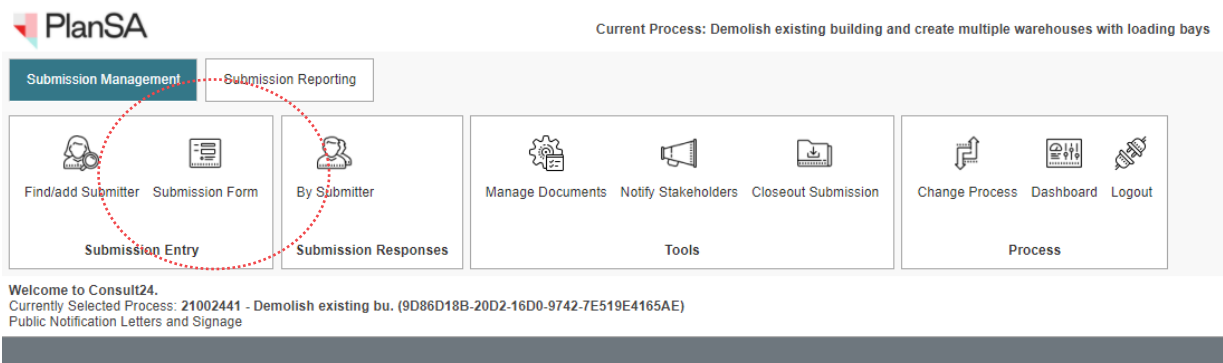 PlanSA
Current Process: Demolish existing building and create multiple warehouses with loading bays
Submission Management
Submission Reporting
Find/add Submitter
Submission Form
Submission Entry
By Submitter
Submission Responses
Manage Documents
Notify Stakeholders
Closeout Submission
Tools
Change Process
Dashboard
Logout
Process
Welcome to Consult24.
Currently Selected Process: 21002441 - Demolish existing bu. (9D86D18B-20D2-16D0-9742-7E519E4165AE)
Public Notification Letters and Signage